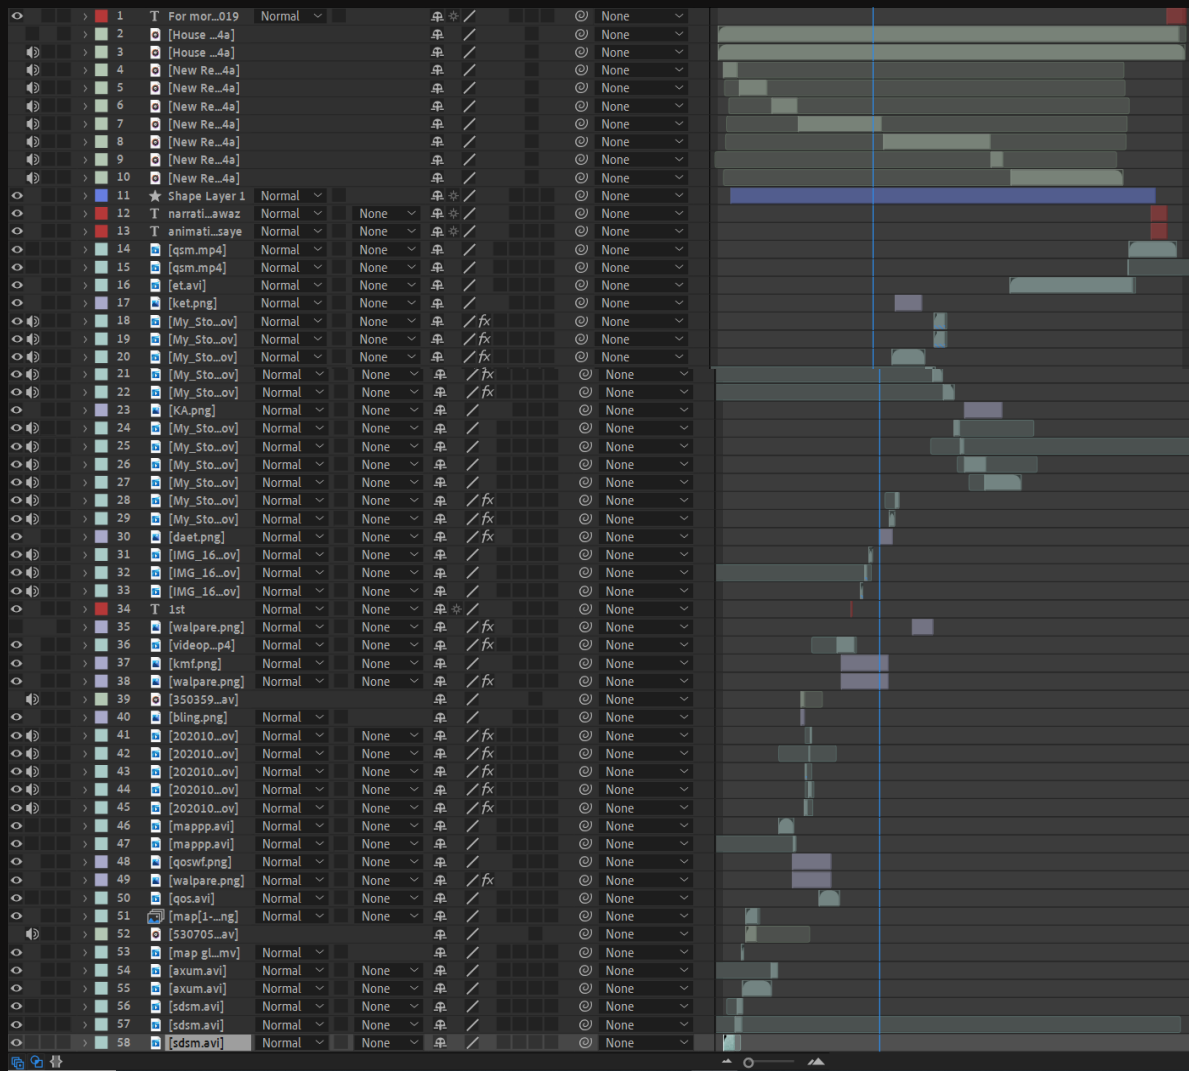 1 For mor...019 Normal None
2 [House ...4a] None
3 [House ...4a] None
4 [New Re...4a] None
5 [New Re...4a] None
6 [New Re...4a] None
7 [New Re...4a] None
8 [New Re...4a] None
9 [New Re...4a] None
10 [New Re...4a] None
11 Shape Layer 1 Normal None
12 narrati...awaz Normal None None
13 animati...saye Normal None None
14 [qsm.mp4] Normal None None
15 [qsm.mp4] Normal None None
16 [et.avi] Normal None None
17 [ket.png] Normal None None
18 [My_Sto...ov] Normal None fx None
19 [My_Sto...ov] Normal None fx None
20 [My_Sto...ov] Normal None fx None
21 [My_Sto...ov] Normal None fx None
22 [My_Sto...ov] Normal None fx None
23 [KA.png] Normal None None
24 [My_Sto...ov] Normal None None
25 [My_Sto...ov] Normal None None
26 [My_Sto...ov] Normal None None
27 [My_Sto...ov] Normal None None
28 [My_Sto...ov] Normal None fx None
29 [My_Sto...ov] Normal None fx None
30 [daet.png] Normal None fx None
31 [IMG_16...ov] Normal None None
32 [IMG_16...ov] Normal None None
33 [IMG_16...ov] Normal None None
34 1st Normal None None
35 [walpare.png] Normal None fx None
36 [videop...p4] Normal None fx None
37 [kmf.png] Normal None None
38 [walpare.png] Normal None fx None
39 [350359...av] None
40 [bling.png] Normal None
41 [202010...ov] Normal None fx None
42 [202010...ov] Normal None fx None
43 [202010...ov] Normal None fx None
44 [202010...ov] Normal None fx None
45 [202010...ov] Normal None fx None
46 [mappp.avi] Normal None None
47 [mappp.avi] Normal None None
48 [qoswf.png] Normal None None
49 [walpare.png] Normal None fx None
50 [qos.avi] Normal None None
51 [map[1-...ng] Normal None None
52 [530705...av] None
53 [map gl...mv] Normal None
54 [axum.avi] Normal None None
55 [axum.avi] Normal None None
56 [sdsm.avi] Normal None None
57 [sdsm.avi] Normal None None
58 [sdsm.avi] Normal None None